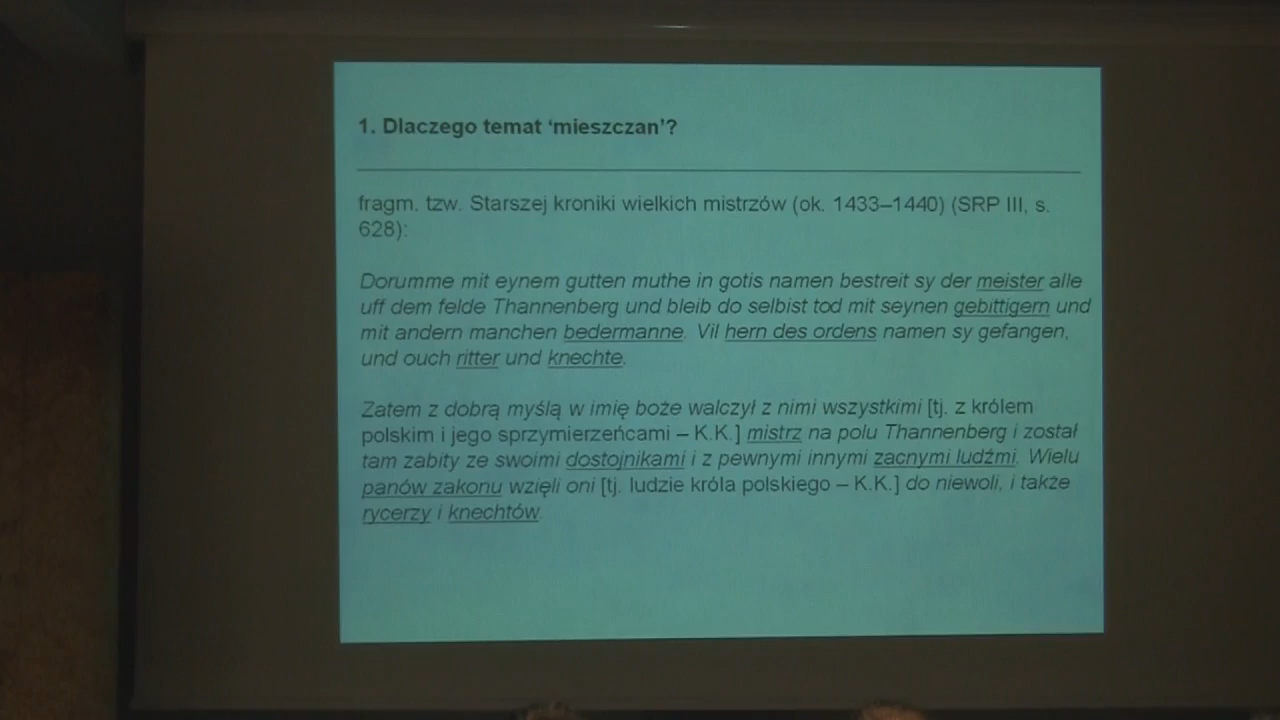 1. Dlaczego temat ‘mieszczan’?
fragm. tzw. Starszej kroniki wielkich mistrzów (ok. 1433–1440) (SRP III, s.
628):
Dorumme mit eynem gutten muthe in gotis namen bestreit sy der meister alle
uff dem felde Thannenberg und bleib do selbist tod mit seynen gebittigern und
mit andern manchen bedermanne. Vil hern des ordens namen sy gefangen,
und ouch ritter und knechte.
Zatem z dobrą myślą w imię boże walczył z nimi wszystkimi [tj. z królem
polskim i jego sprzymierzeńcami – K.K.] mistrz na polu Thannenberg i został
tam zabity ze swoimi dostojnikami i z pewnymi innymi zacnymi ludźmi. Wielu
panów zakonu wzięli oni [tj. ludzie króla polskiego – K.K.] do niewoli, i także
rycerzy i knechtów.